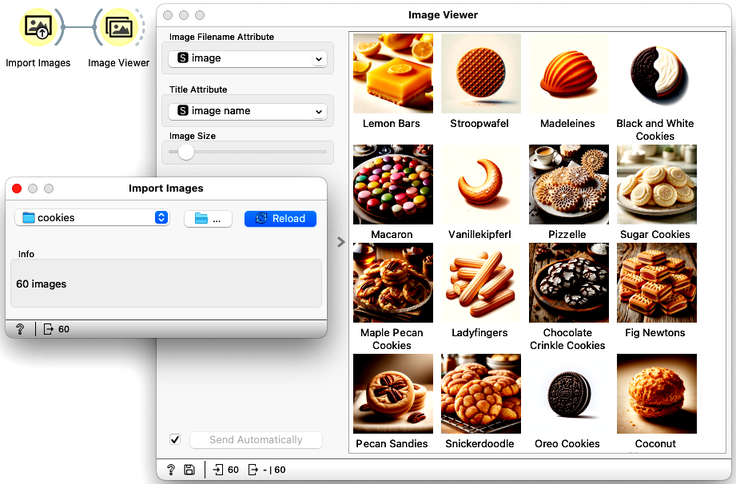 Import Images
Image Viewer
Image Viewer
Image Filename Attribute
S image
Title Attribute
S image name
Image Size
Send Automatically
? 60 - | 60
Import Images
cookies
...
Reload
Info
60 images
? 60
Lemon Bars
Stroopwafel
Madeleines
Black and White
Cookies
Macaron
Vanillekipferl
Pizzelle
Sugar Cookies
Maple Pecan
Cookies
Ladyfingers
Chocolate
Crinkle Cookies
Fig Newtons
Pecan Sandies
Snickerdoodle
Oreo Cookies
Coconut